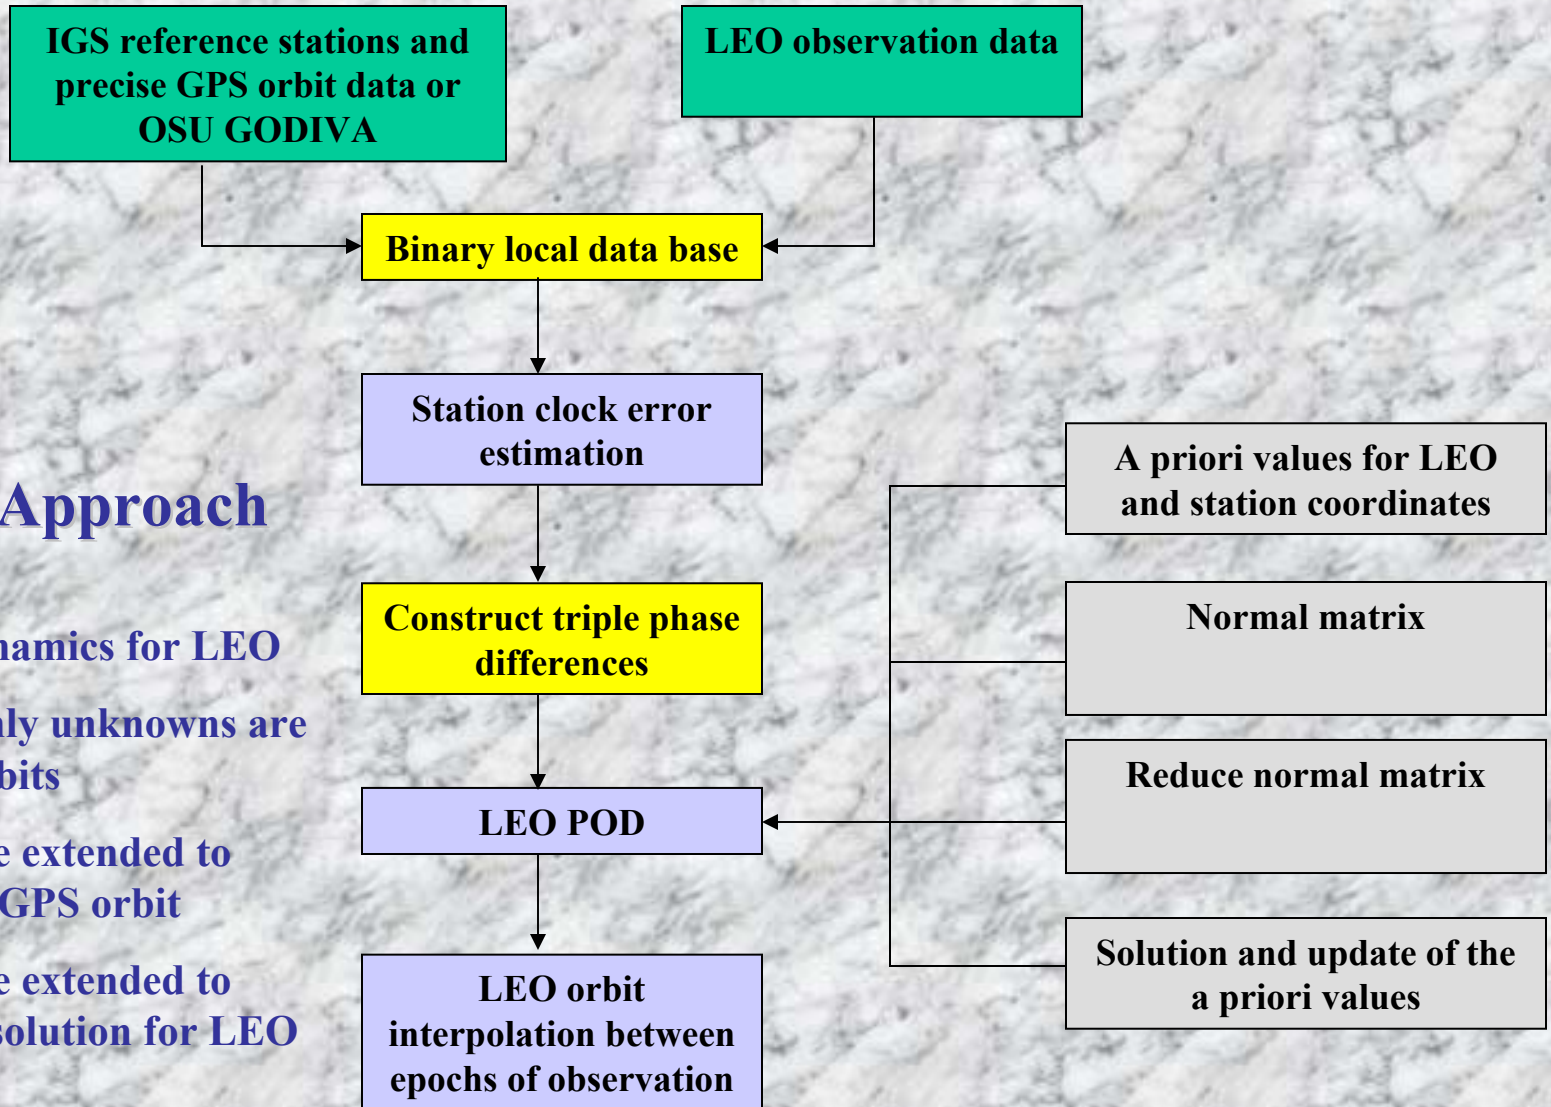 IGS reference stations and
precise GPS orbit data or
OSU GODIVA
LEO observation data
Binary local data base
Station clock error
estimation
Construct triple phase
differences
LEO POD
LEO orbit
interpolation between
epochs of observation
A priori values for LEO
and station coordinates
Normal matrix
Reduce normal matrix
Solution and update of the
a priori values
Approach
namics for LEO
nly unknowns are
bits
e extended to
GPS orbit
e extended to
solution for LEO